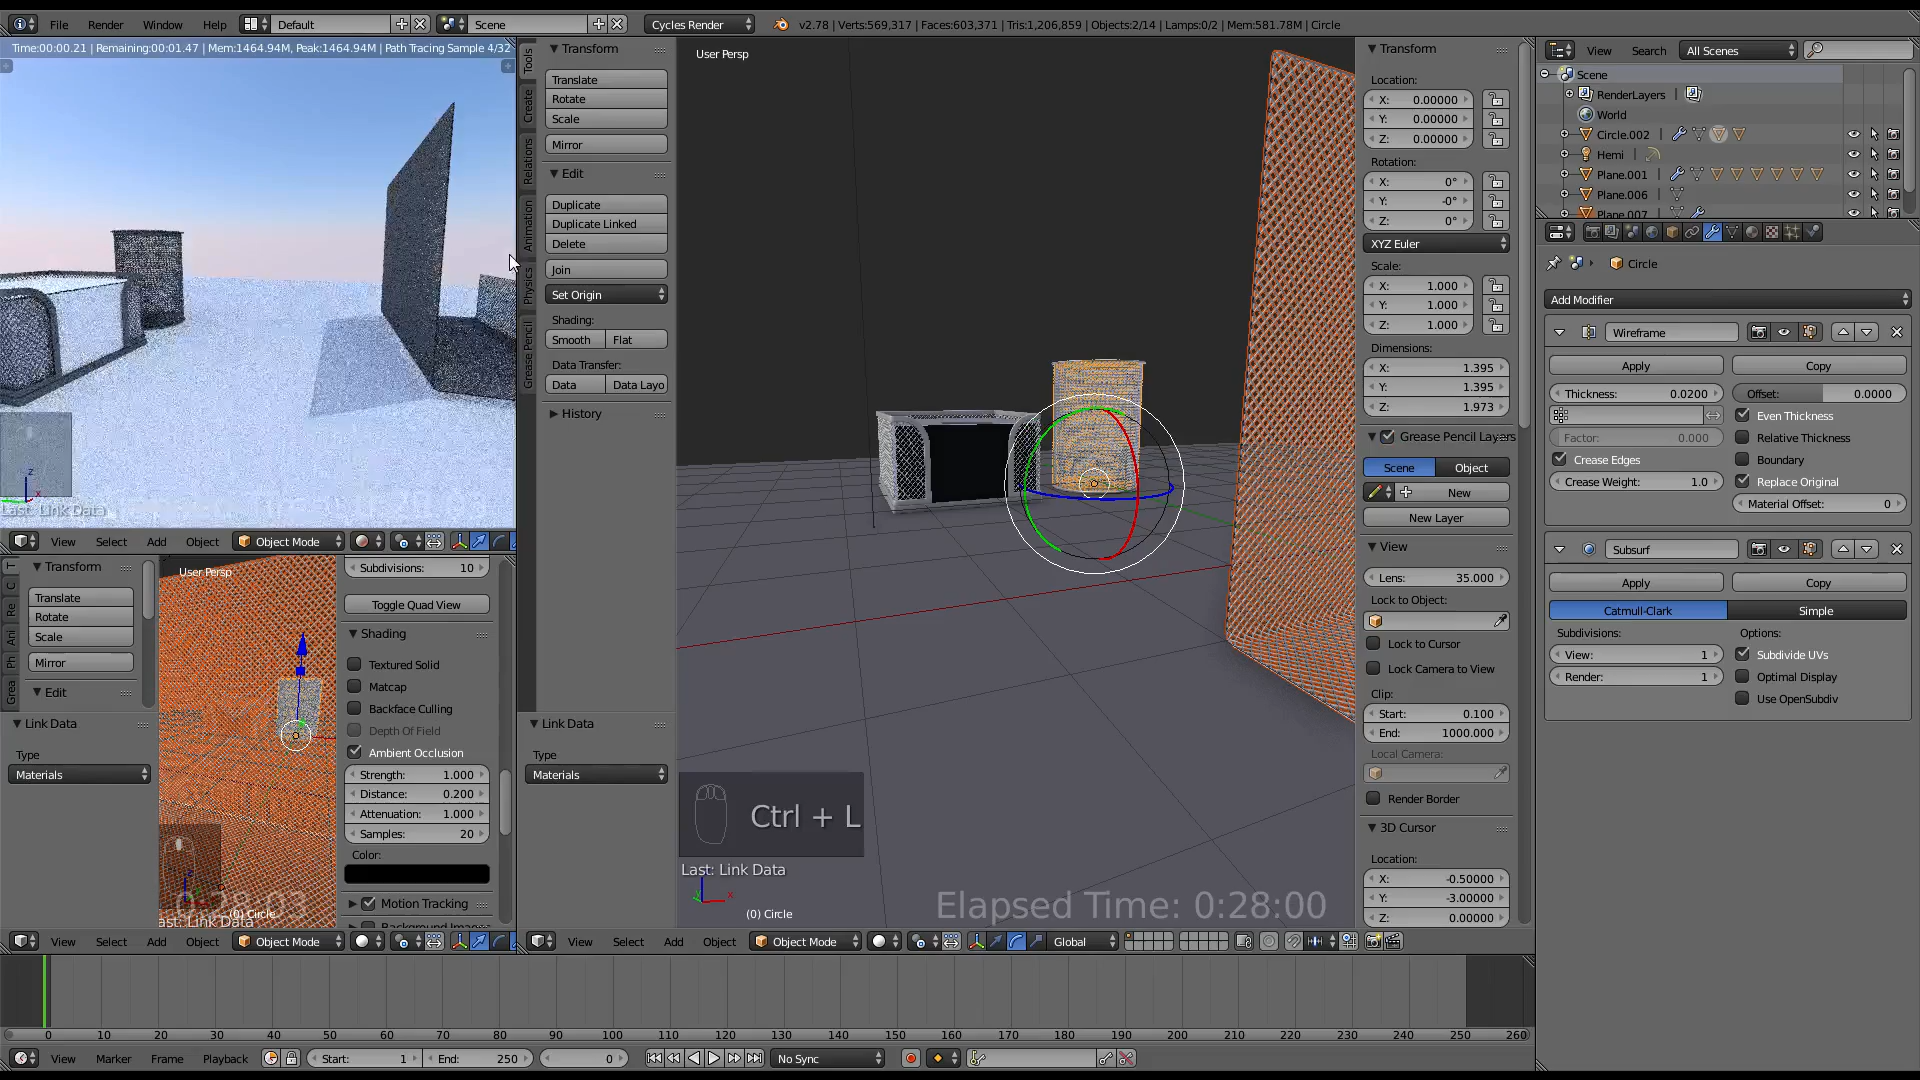 File Render Window Help Default Scene Cycles Render v2.78 | Verts:569,317 | Faces:603,371 | Tris:1,206,859 | Objects:2/14 | Lamps:0/2 | Mem:581.78M | Circle
Time:00:00.21 | Remaining:00:01.47 | Mem:1464.94M, Peak:1464.94M | Path Tracing Sample 4/32
Last: Link Data
View Select Add Object Object Mode
Transform
Translate
Rotate
Scale
Mirror
Edit
Link Data
Type
Materials
User Persp
(0) Circle
Subdivisions: 10
Toggle Quad View
Shading
Textured Solid
Matcap
Backface Culling
Depth Of Field
Ambient Occlusion
Strength: 1.000
Distance: 0.200
Attenuation: 1.000
Samples: 20
Color:
Motion Tracking
View Select Add Object Object Mode
Tools
Create
Relations
Animation
Physics
Grease Pencil
Transform
Translate
Rotate
Scale
Mirror
Edit
Duplicate
Duplicate Linked
Delete
Join
Set Origin
Shading:
Smooth Flat
Data Transfer:
Data Data Layo
History
Link Data
Type
Materials
User Persp
Ctrl + L
Last: Link Data
(0) Circle
Elapsed Time: 0:28:00
View Select Add Object Object Mode Global
Transform
Location:
X: 0.00000
Y: 0.00000
Z: 0.00000
Rotation:
X: 0°
Y: -0°
Z: 0°
XYZ Euler
Scale:
X: 1.000
Y: 1.000
Z: 1.000
Dimensions:
X: 1.395
Y: 1.395
Z: 1.973
Grease Pencil Layers
Scene Object
New
New Layer
View
Lens: 35.000
Lock to Object:
Lock to Cursor
Lock Camera to View
Clip:
Start: 0.100
End: 1000.000
Local Camera:
Render Border
3D Cursor
Location:
X: -0.50000
Y: -3.00000
Z: 0.00000
View Search All Scenes
Scene
RenderLayers
World
Circle.002
Hemi
Plane.001
Plane.006
Plane.007
Circle
Add Modifier
Wireframe
Apply Copy
Thickness: 0.0200 Offset: 0.0000
Even Thickness
Factor: 0.000 Relative Thickness
Crease Edges Boundary
Crease Weight: 1.0 Replace Original
Material Offset: 0
Subsurf
Apply Copy
Catmull-Clark Simple
Subdivisions: Options:
View: 1 Subdivide UVs
Render: 1 Optimal Display
Use OpenSubdiv
0 10 20 30 40 50 60 70 80 90 100 110 120 130 140 150 160 170 180 190 200 210 220 230 240 250 260
View Marker Frame Playback Start: 1 End: 250 0 No Sync